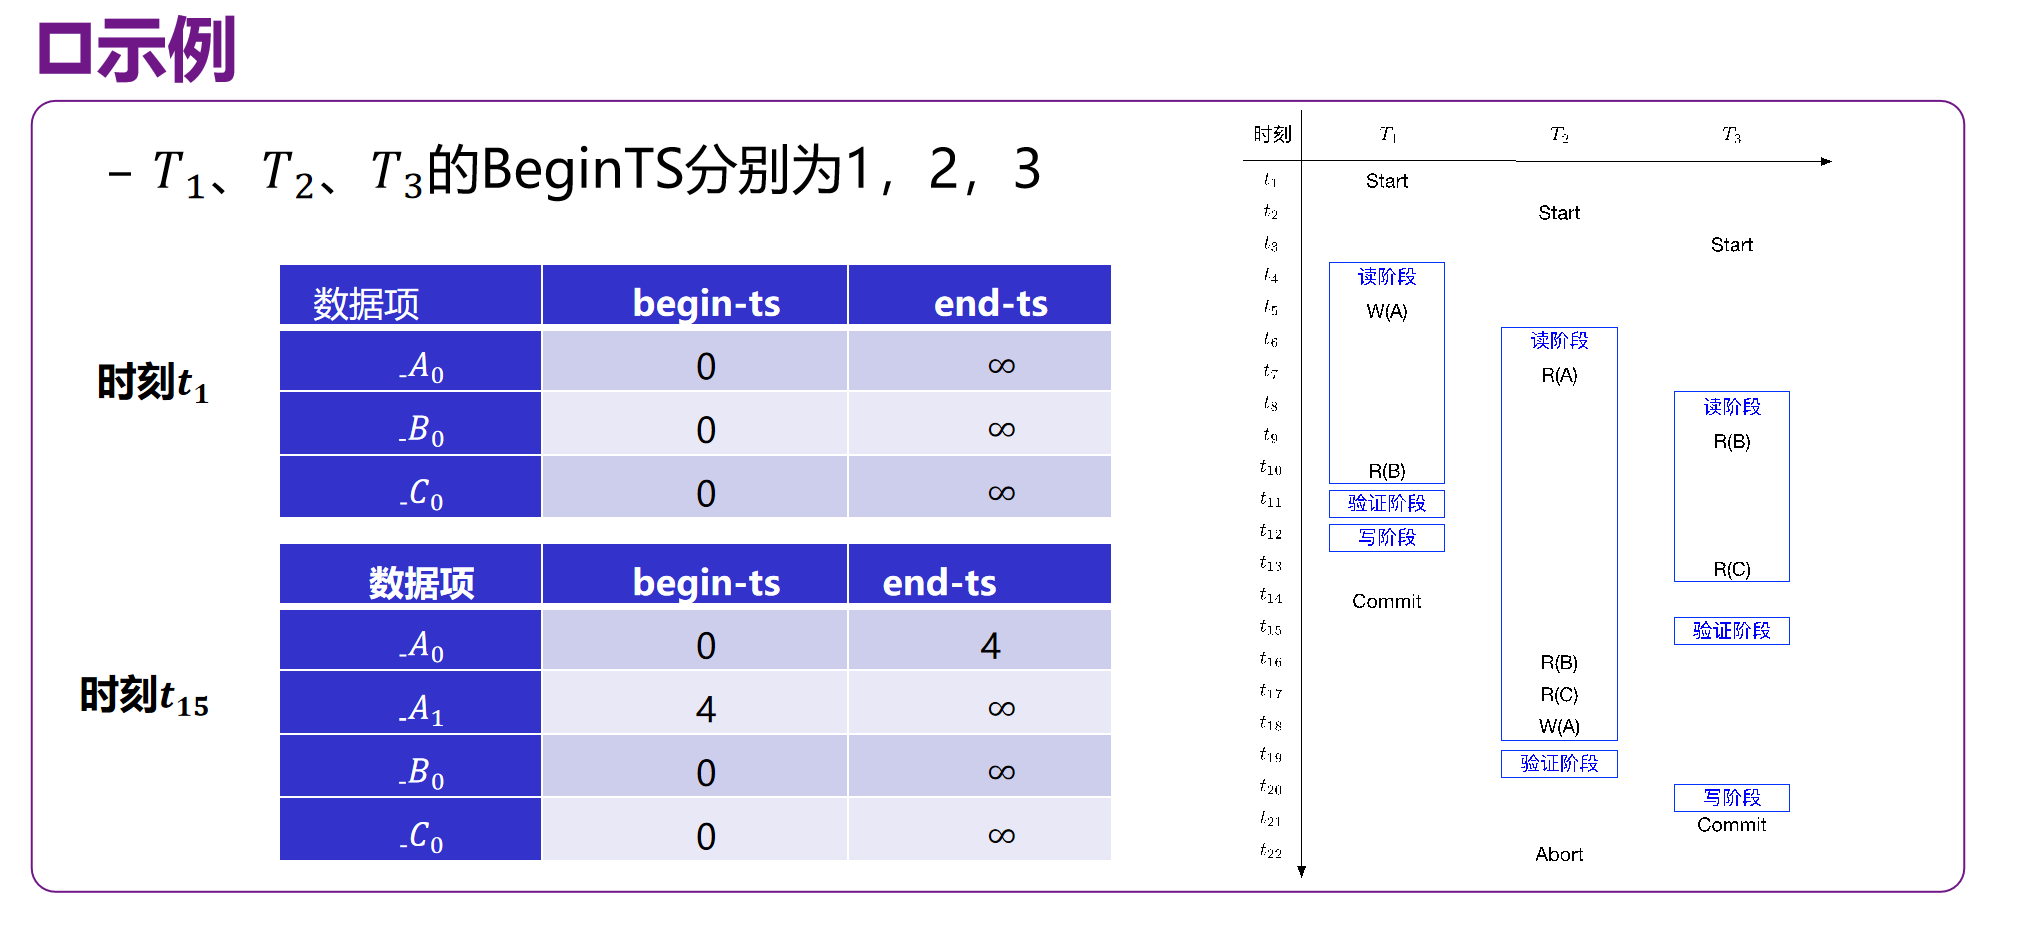 口示例
– T₁、T₂、T₃的BeginTS分别为1，2，3
时刻t₁
数据项 begin-ts end-ts
-A₀ 0 ∞
-B₀ 0 ∞
-C₀ 0 ∞
时刻t₁₅
数据项 begin-ts end-ts
-A₀ 0 4
-A₁ 4 ∞
-B₀ 0 ∞
-C₀ 0 ∞
时刻 T₁ T₂ T₃
t₁ Start
t₂ Start
t₃ Start
t₄ 读阶段
t₅ W(A)
t₆ 读阶段
t₇ R(A)
t₈ 读阶段
t₉ R(B)
t₁₀ R(B)
t₁₁ 验证阶段
t₁₂ 写阶段
t₁₃ R(C)
t₁₄ Commit
t₁₅ 验证阶段
t₁₆ R(B)
t₁₇ R(C)
t₁₈ W(A)
t₁₉ 验证阶段
t₂₀ 写阶段
t₂₁ Commit
t₂₂ Abort